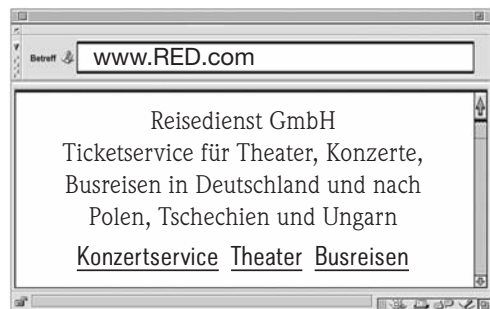 Betreff www.RED.com
Reisedienst GmbH
Ticketservice für Theater, Konzerte,
Busreisen in Deutschland und nach
Polen, Tschechien und Ungarn
Konzertservice Theater Busreisen